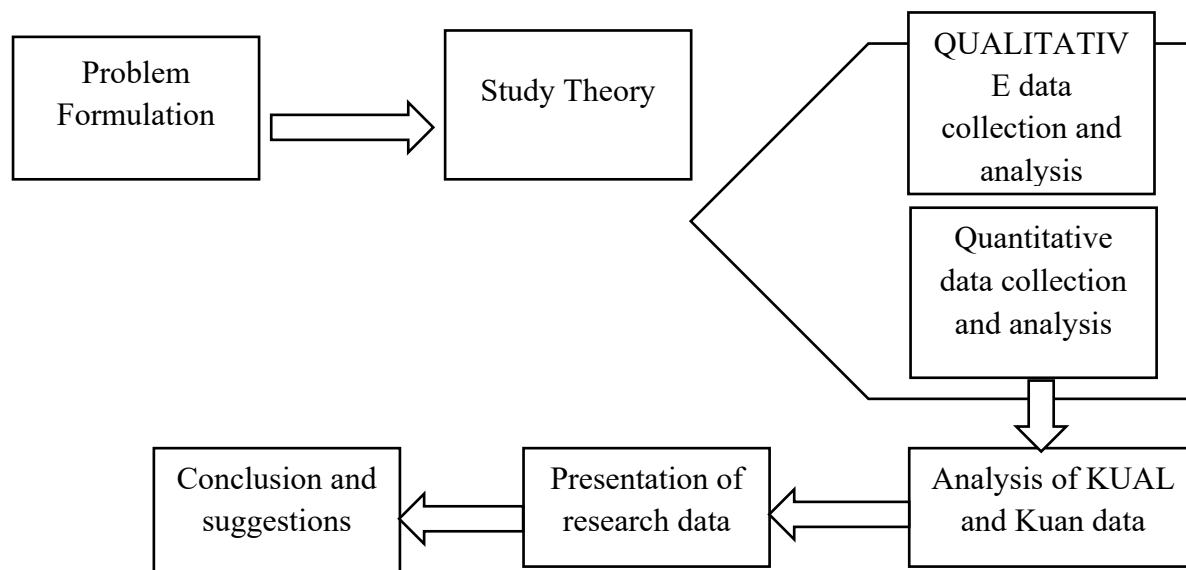 Problem
Formulation
Study Theory
QUALITATIV
E data
collection and
analysis
Quantitative
data collection
and analysis
Analysis of KUAL
and Kuan data
Presentation of
research data
Conclusion and
suggestions